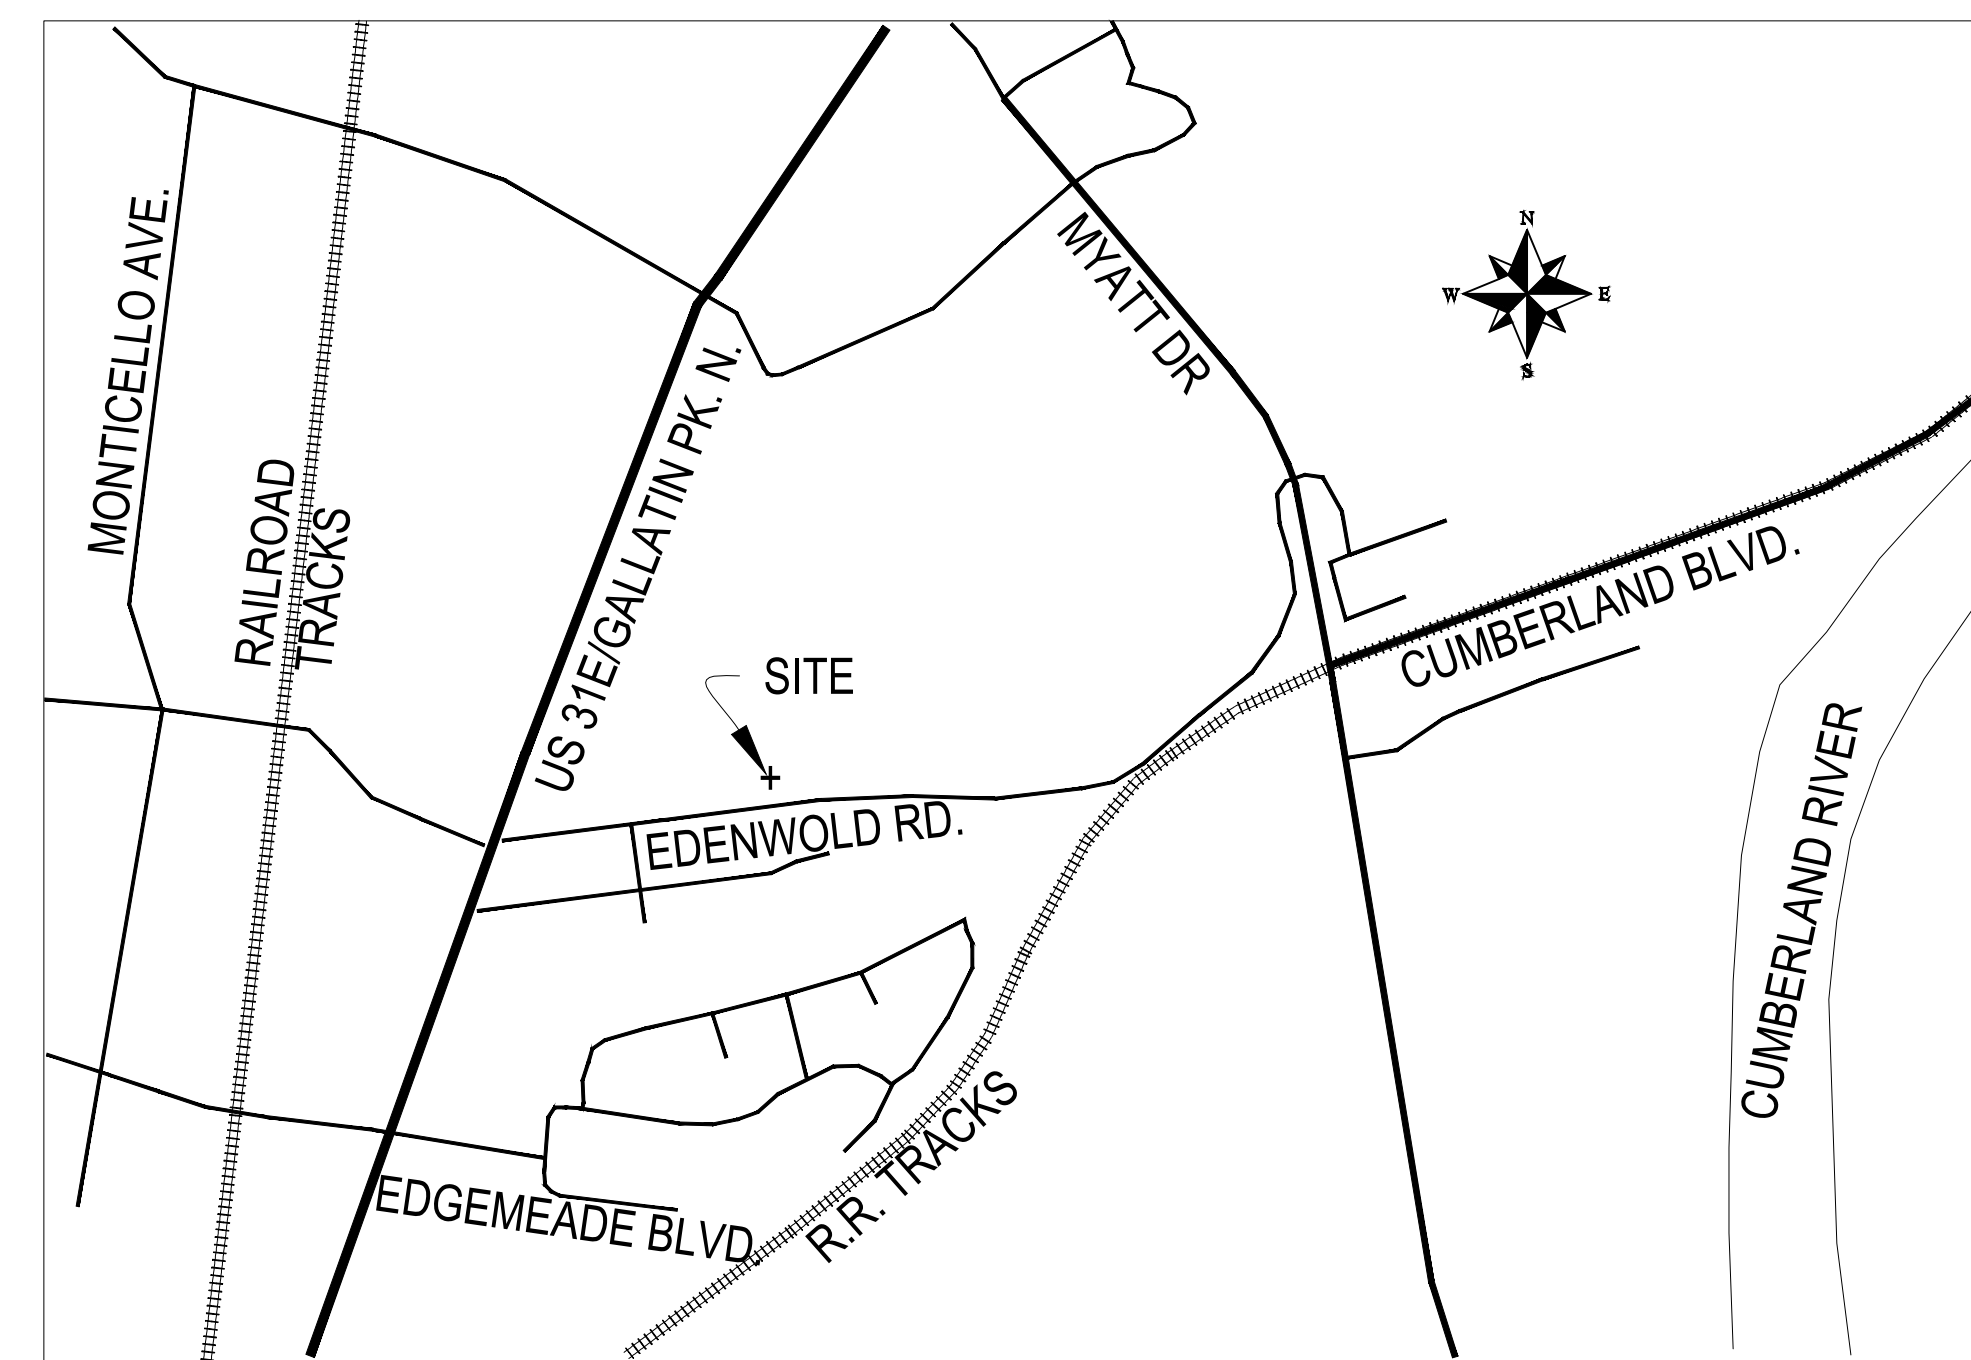 N
W
E
S
MYATT DR
MONTICELLO AVE.
RAILROAD
TRACKS
US 31E/GALLATIN PK. N.
CUMBERLAND BLVD.
SITE
EDENWOLD RD.
CUMBERLAND RIVER
R.R. TRACKS
EDGEMEADE BLVD.